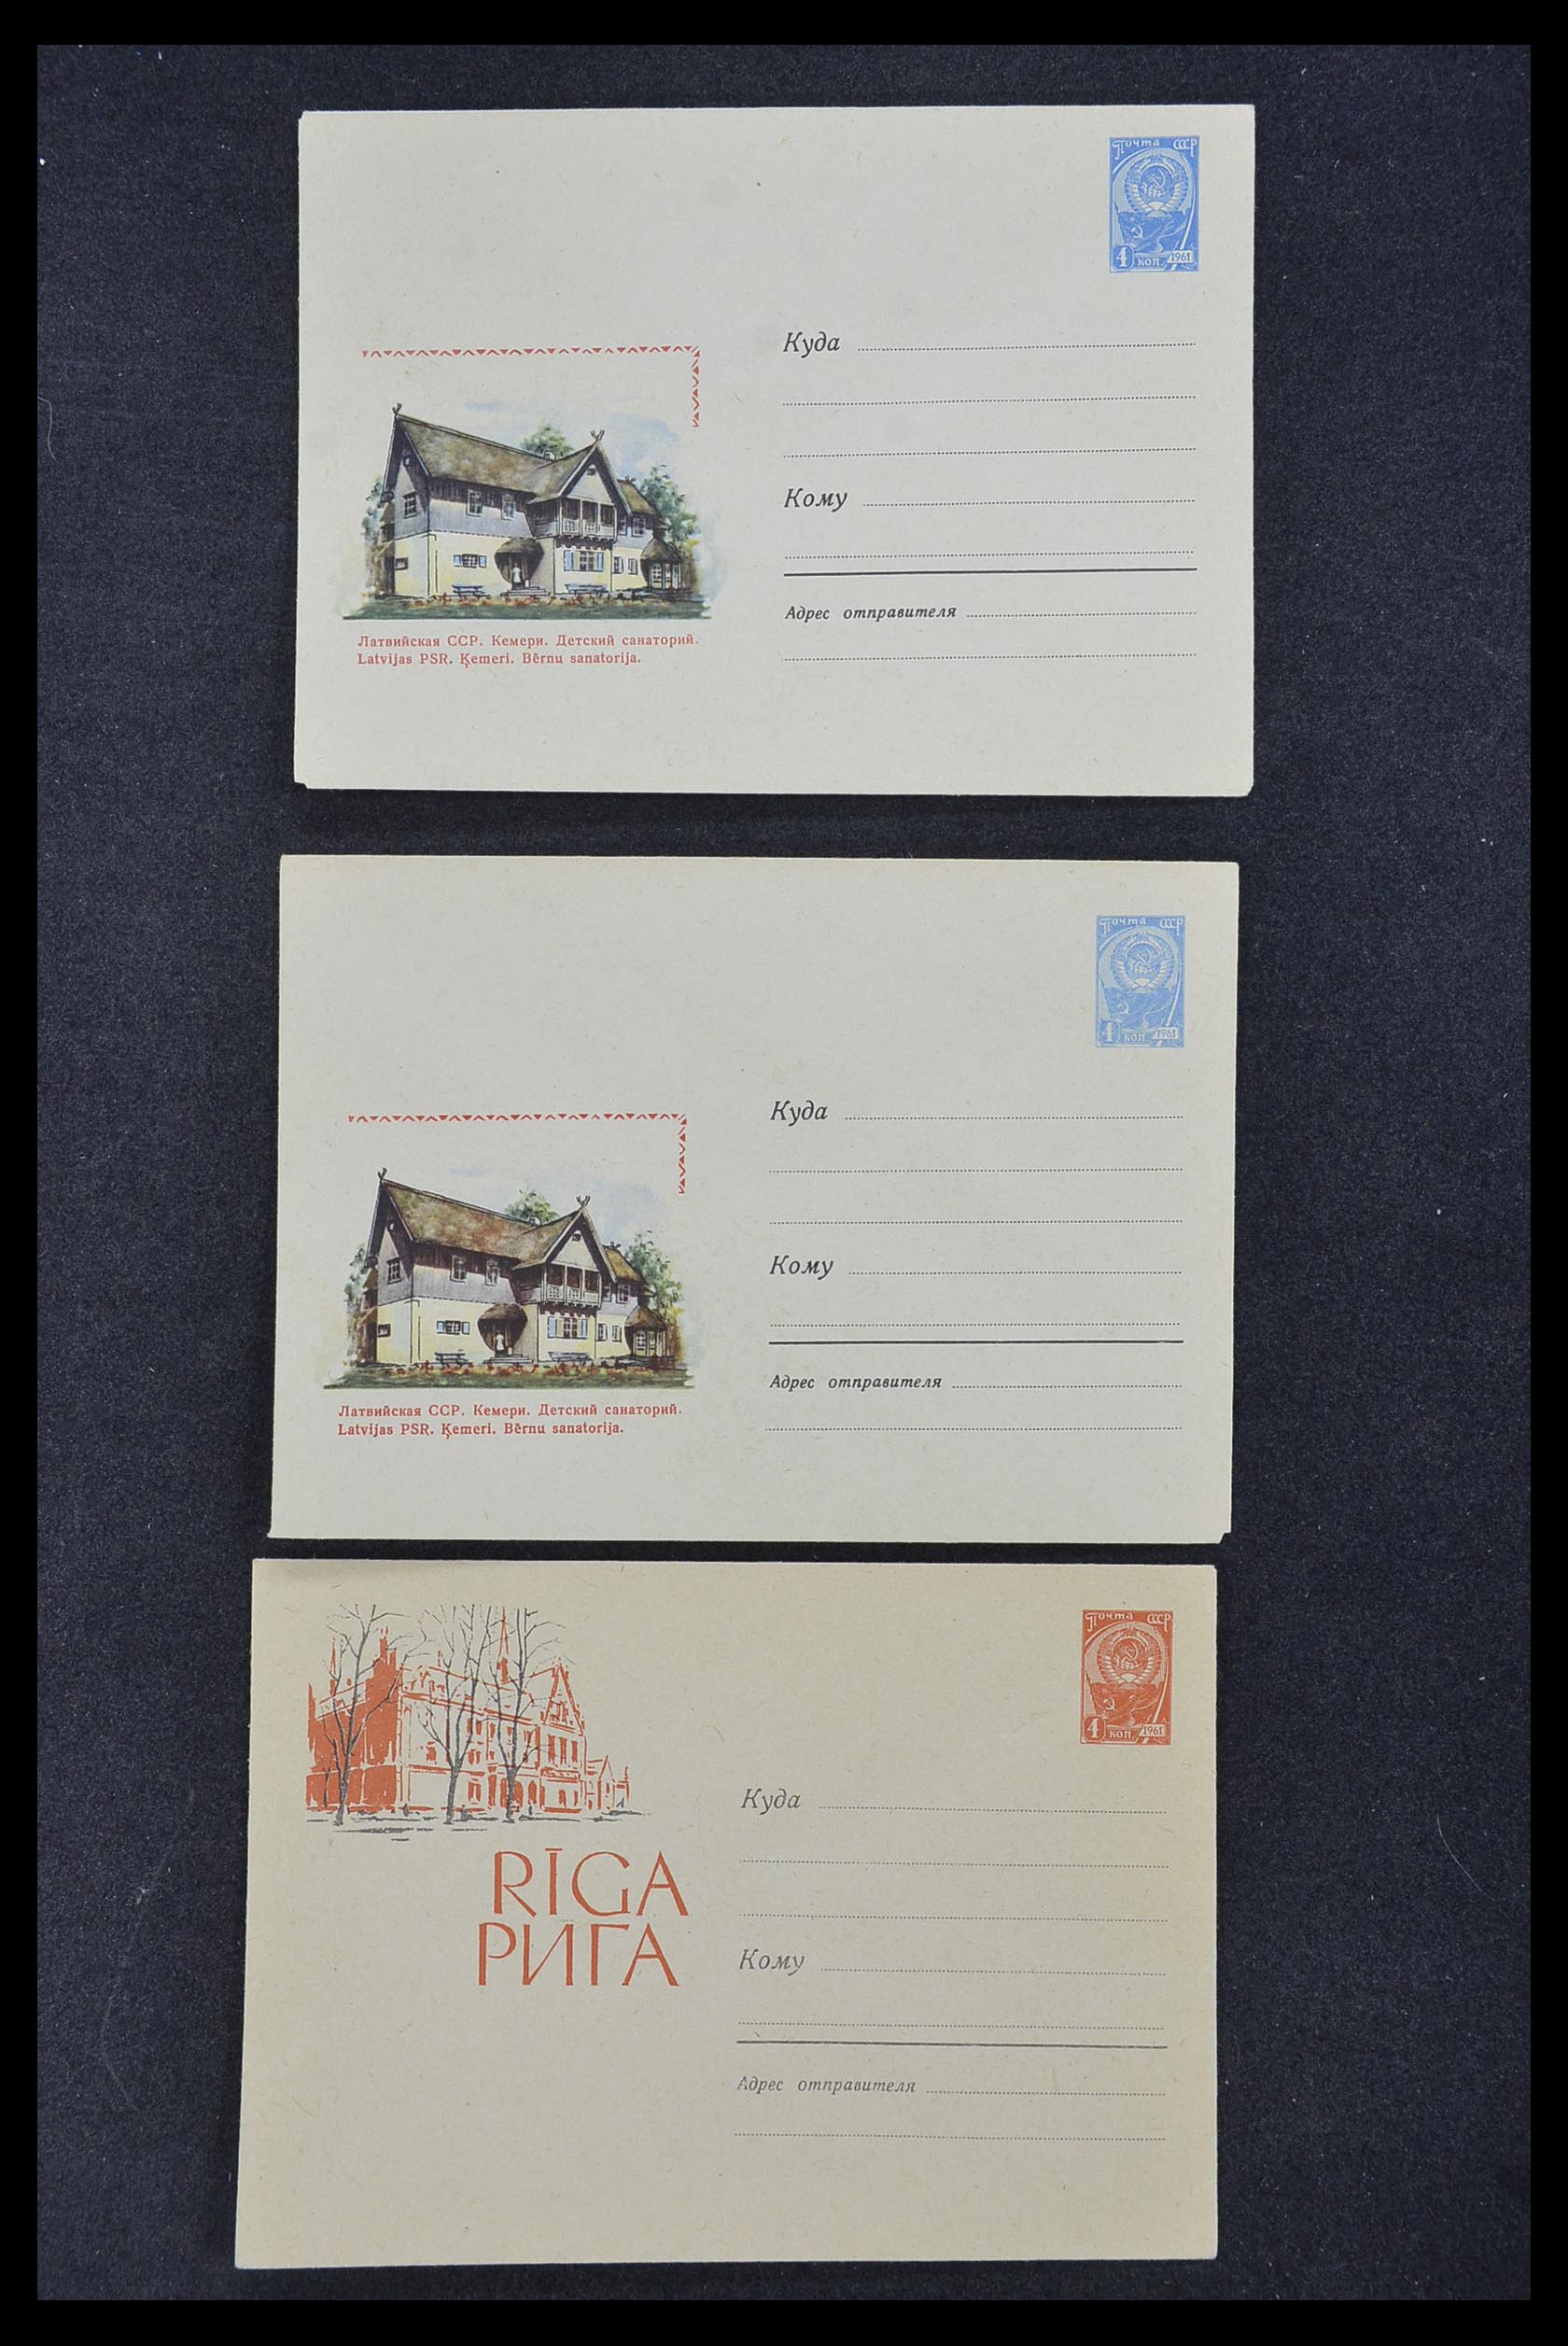 Почта СССР
4 коп. 1961
Куда
Кому
Адрес отправителя
Латвийская ССР. Кемери. Детский санаторий.
Latvijas PSR. Ķemeri. Bērnu sanatorija.
Почта СССР
4 коп. 1961
Куда
Кому
Адрес отправителя
Латвийская ССР. Кемери. Детский санаторий.
Latvijas PSR. Ķemeri. Bērnu sanatorija.
Почта СССР
4 коп. 1961
RĪGA
РИГА
Куда
Кому
Адрес отправителя